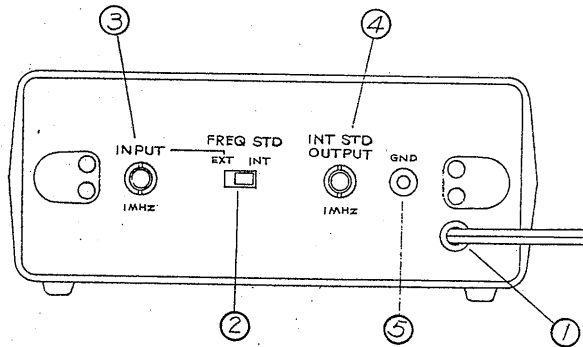 3 4
FREQ STD INT STD
INPUT EXT INT OUTPUT GND
1MHz 1MHz
2 5 1